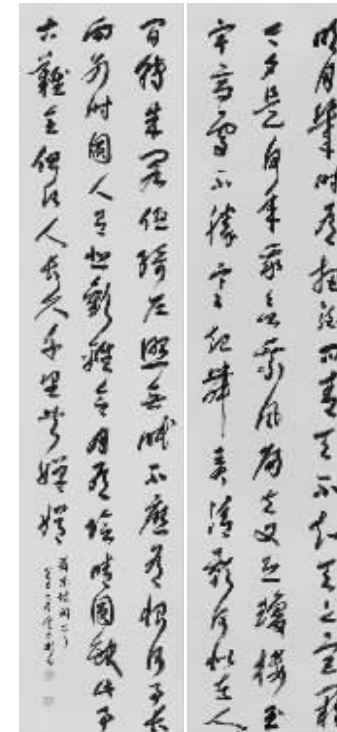 明月幾時有把酒問青天不知天上宮闕
今夕是何年我欲乘風歸去又恐瓊樓玉
宇高處不勝寒起舞弄清影何似在人
間轉朱閣低綺戶照無眠不應有恨何事長
向別時圓人有悲歡離合月有陰晴圓缺此事
古難全但願人長久千里共嬋娟